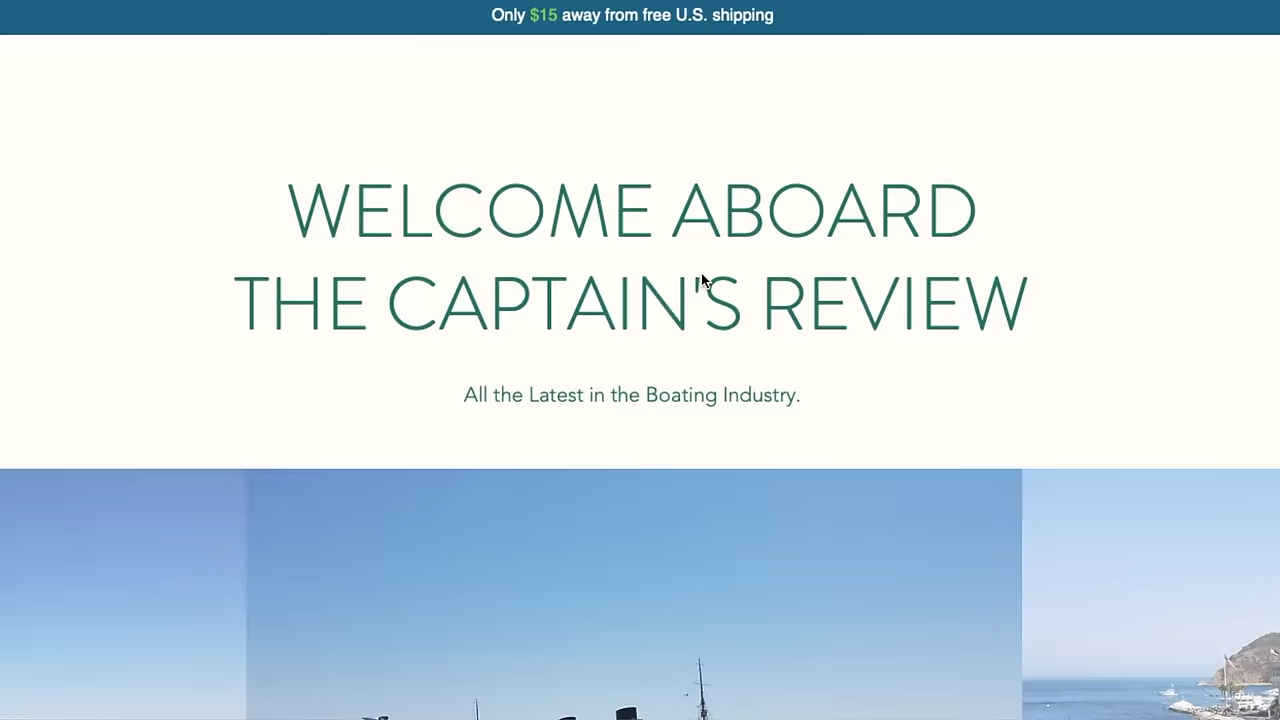 Only $15 away from free U.S. shipping
WELCOME ABOARD
THE CAPTAIN'S REVIEW
All the Latest in the Boating Industry.